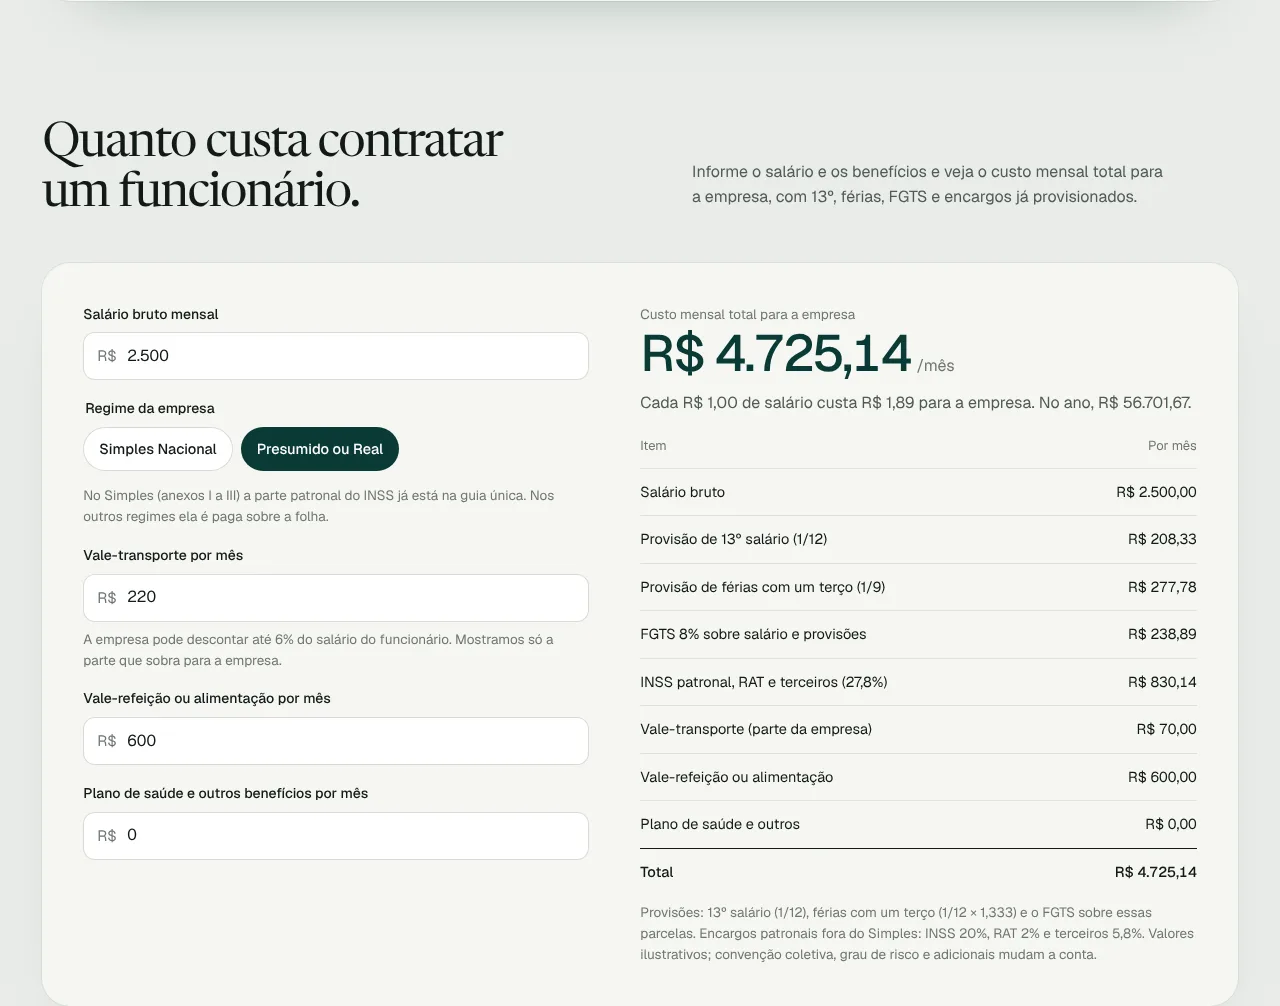 Quanto custa contratar
um funcionário.
Informe o salário e os benefícios e veja o custo mensal total para
a empresa, com 13º, férias, FGTS e encargos já provisionados.
Salário bruto mensal
R$ 2.500
Regime da empresa
Simples Nacional
Presumido ou Real
No Simples (anexos I a III) a parte patronal do INSS já está na guia única. Nos
outros regimes ela é paga sobre a folha.
Vale-transporte por mês
R$ 220
A empresa pode descontar até 6% do salário do funcionário. Mostramos só a
parte que sobra para a empresa.
Vale-refeição ou alimentação por mês
R$ 600
Plano de saúde e outros benefícios por mês
R$ 0
Custo mensal total para a empresa
R$ 4.725,14 /mês
Cada R$ 1,00 de salário custa R$ 1,89 para a empresa. No ano, R$ 56.701,67.
Item Por mês
Salário bruto R$ 2.500,00
Provisão de 13º salário (1/12) R$ 208,33
Provisão de férias com um terço (1/9) R$ 277,78
FGTS 8% sobre salário e provisões R$ 238,89
INSS patronal, RAT e terceiros (27,8%) R$ 830,14
Vale-transporte (parte da empresa) R$ 70,00
Vale-refeição ou alimentação R$ 600,00
Plano de saúde e outros R$ 0,00
Total R$ 4.725,14
Provisões: 13º salário (1/12), férias com um terço (1/12 × 1,333) e o FGTS sobre essas
parcelas. Encargos patronais fora do Simples: INSS 20%, RAT 2% e terceiros 5,8%. Valores
ilustrativos; convenção coletiva, grau de risco e adicionais mudam a conta.